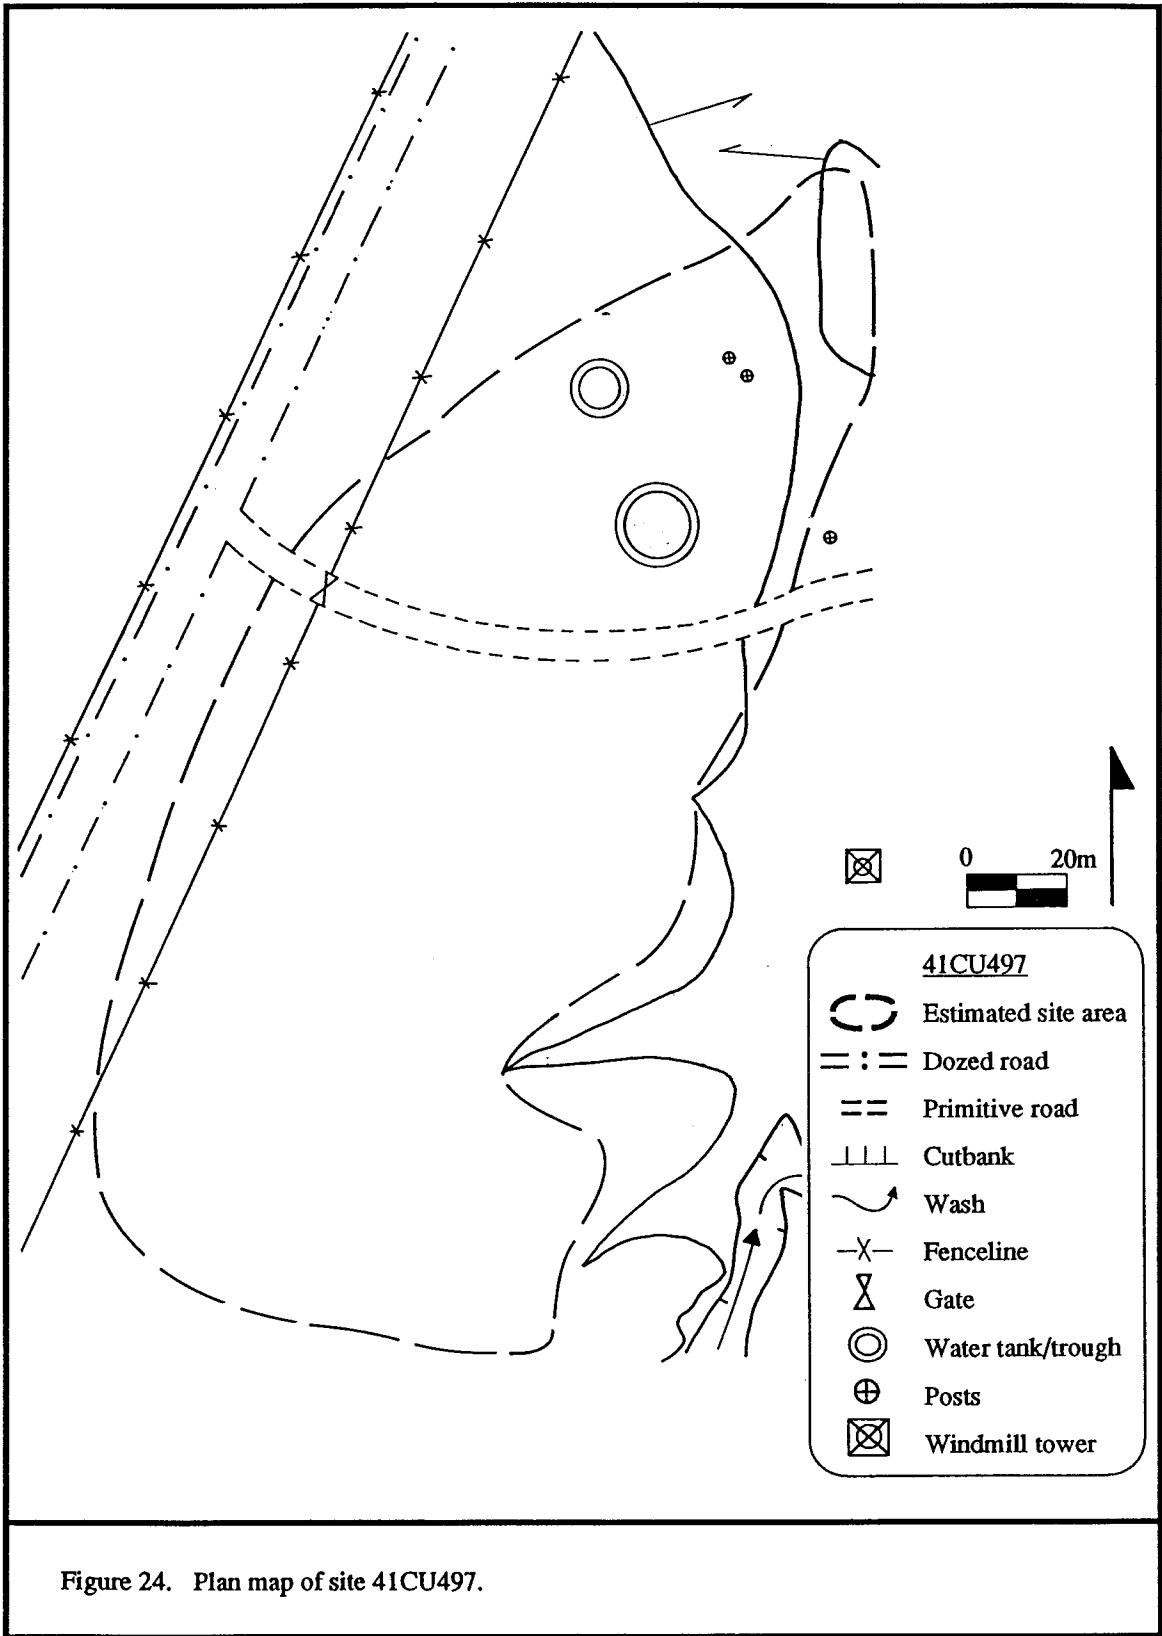 0 20m
41CU497
Estimated site area
Dozed road
Primitive road
Cutbank
Wash
Fenceline
Gate
Water tank/trough
Posts
Windmill tower
Figure 24. Plan map of site 41CU497.